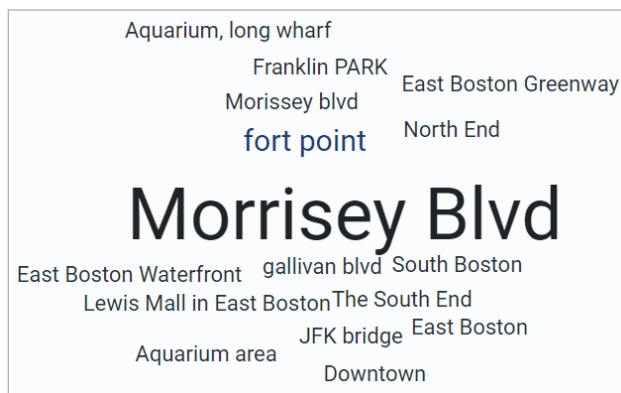 Aquarium, long wharf
Franklin PARK
East Boston Greenway
Morissey blvd
North End
fort point
Morrisey Blvd
East Boston Waterfront
gallivan blvd
South Boston
Lewis Mall in East Boston
The South End
JFK bridge
East Boston
Aquarium area
Downtown